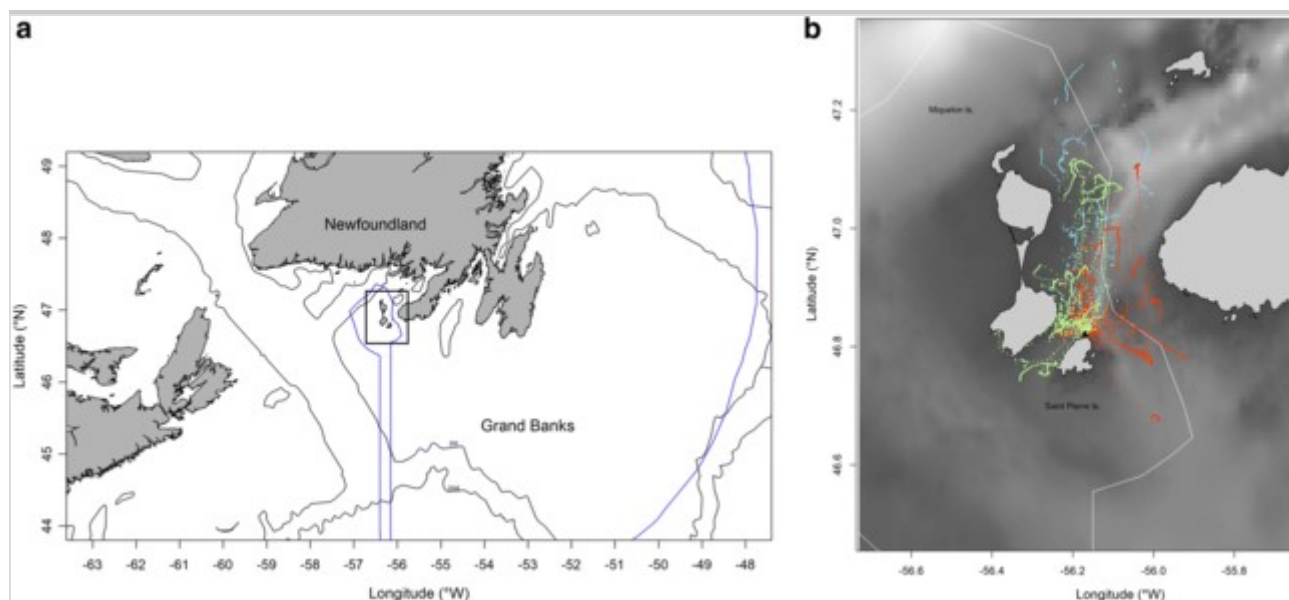 a
49
48
47
46
45
44
Latitude (°N)
Newfoundland
Grand Banks
-63 -62 -61 -60 -59 -58 -57 -56 -55 -54 -53 -52 -51 -50 -49 -48
Longitude (°W)
b
47.2
47.0
46.8
46.6
Latitude (°N)
Miquelon Is.
Saint Pierre Is.
-56.6 -56.4 -56.2 -56.0 -55.8
Longitude (°W)